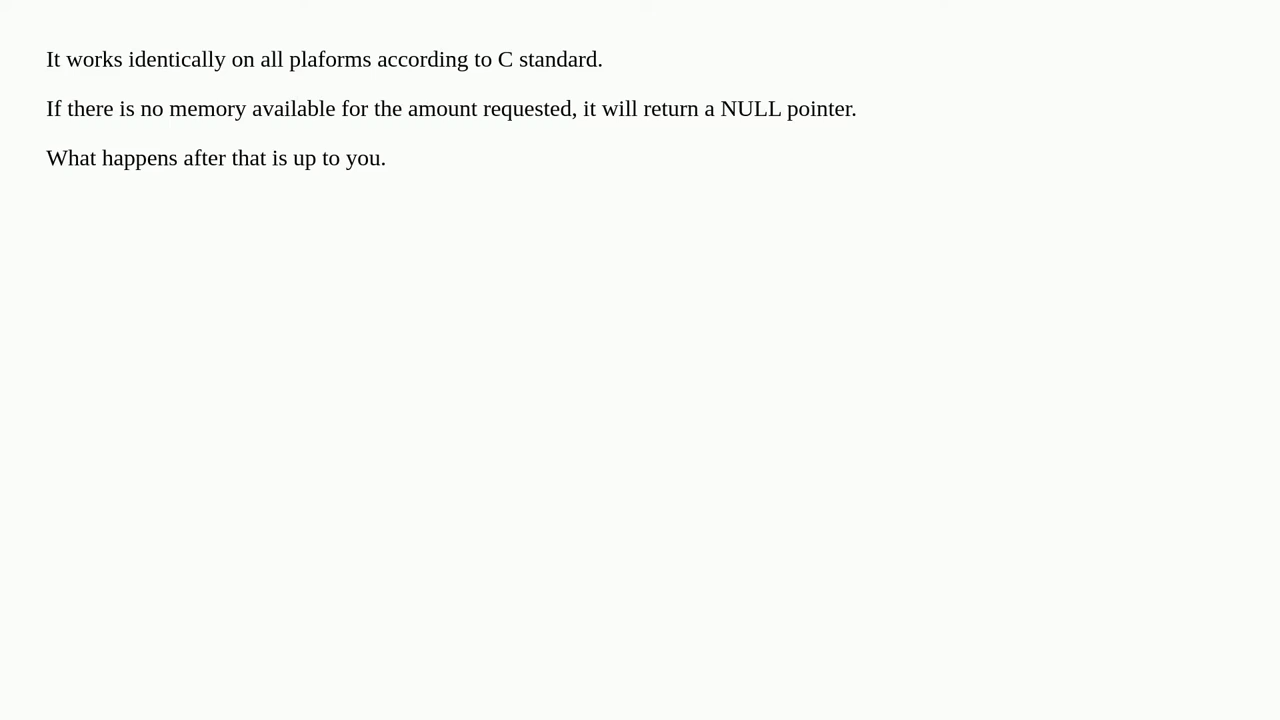 It works identically on all plaforms according to C standard.
If there is no memory available for the amount requested, it will return a NULL pointer.
What happens after that is up to you.